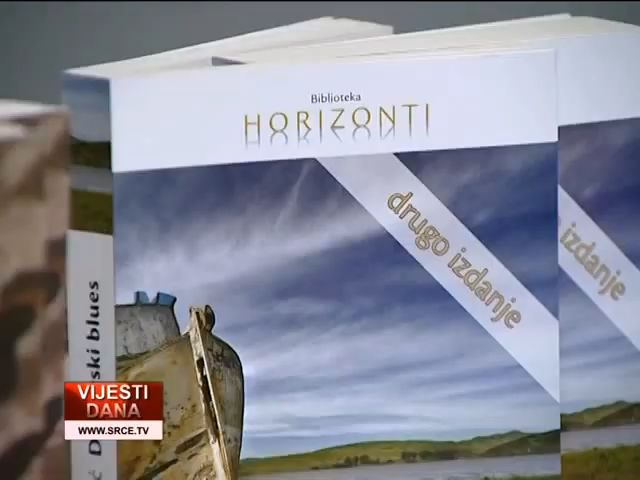 Biblioteka
HORIZONTI
drugo izdanje
izdanje
ski blues
VIJESTI
DANA
WWW.SRCE.TV